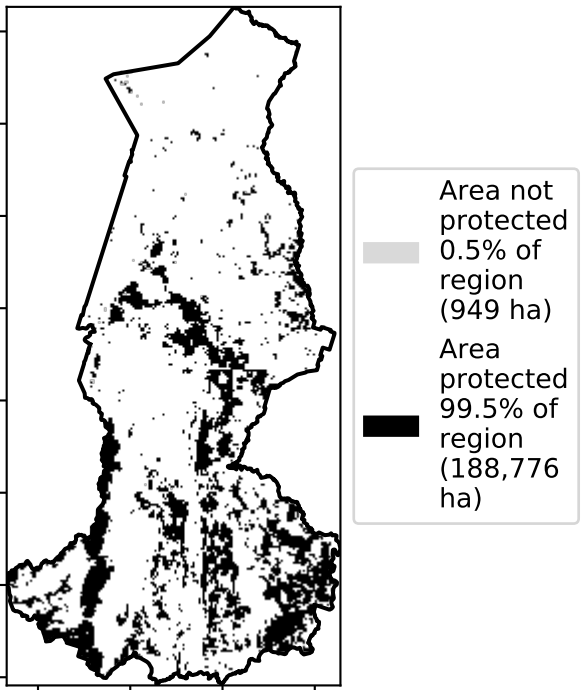 Area not
protected
0.5% of
region
(949 ha)
Area
protected
99.5% of
region
(188,776
ha)